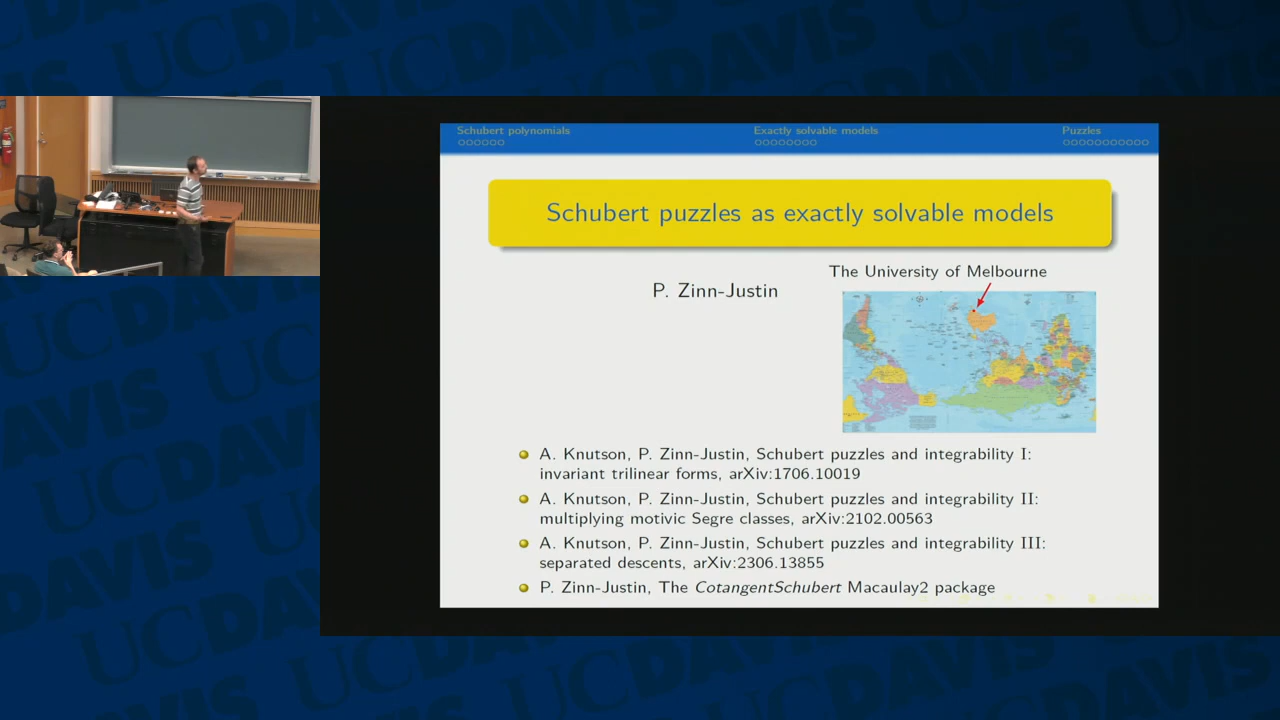 Schubert polynomials
Exactly solvable models
Puzzles
Schubert puzzles as exactly solvable models
The University of Melbourne
P. Zinn-Justin
A. Knutson, P. Zinn-Justin, Schubert puzzles and integrability I:
invariant trilinear forms, arXiv:1706.10019
A. Knutson, P. Zinn-Justin, Schubert puzzles and integrability II:
multiplying motivic Segre classes, arXiv:2102.00563
A. Knutson, P. Zinn-Justin, Schubert puzzles and integrability III:
separated descents, arXiv:2306.13855
P. Zinn-Justin, The CotangentSchubert Macaulay2 package
UCDAVIS